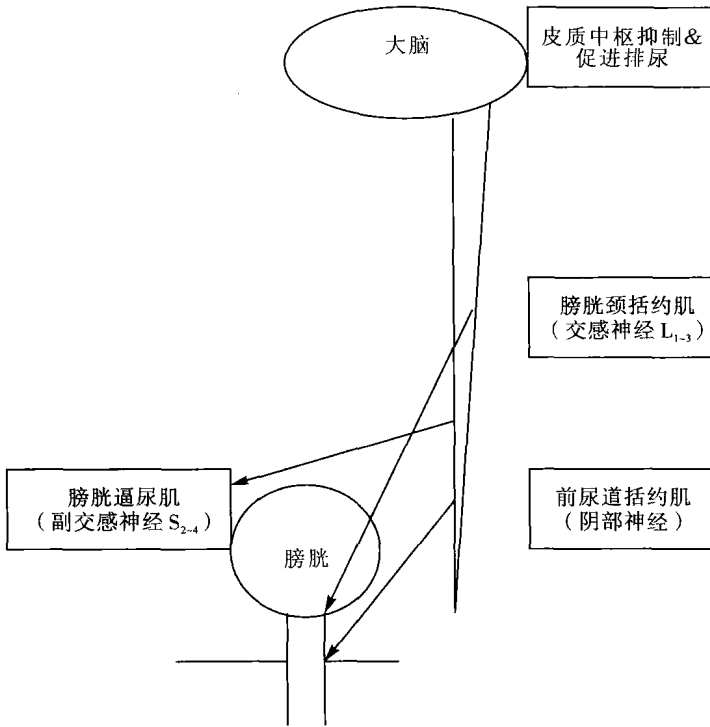 大脑
皮质中枢抑制&
促进排尿
膀胱颈括约肌
(交感神经 L₁~₃)
膀胱逼尿肌
(副交感神经 S₂~₄)
前尿道括约肌
(阴部神经)
膀胱